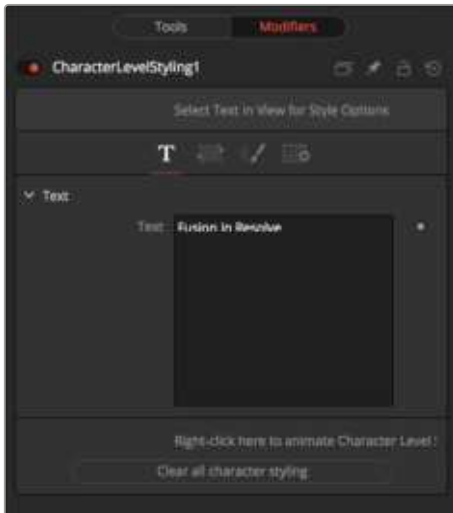 Tools Modifiers
CharacterLevelStyling1
Select Text in View for Style Options
T
Text
Text Fusion in Resolve
Right-click here to animate Character Level
Clear all character styling